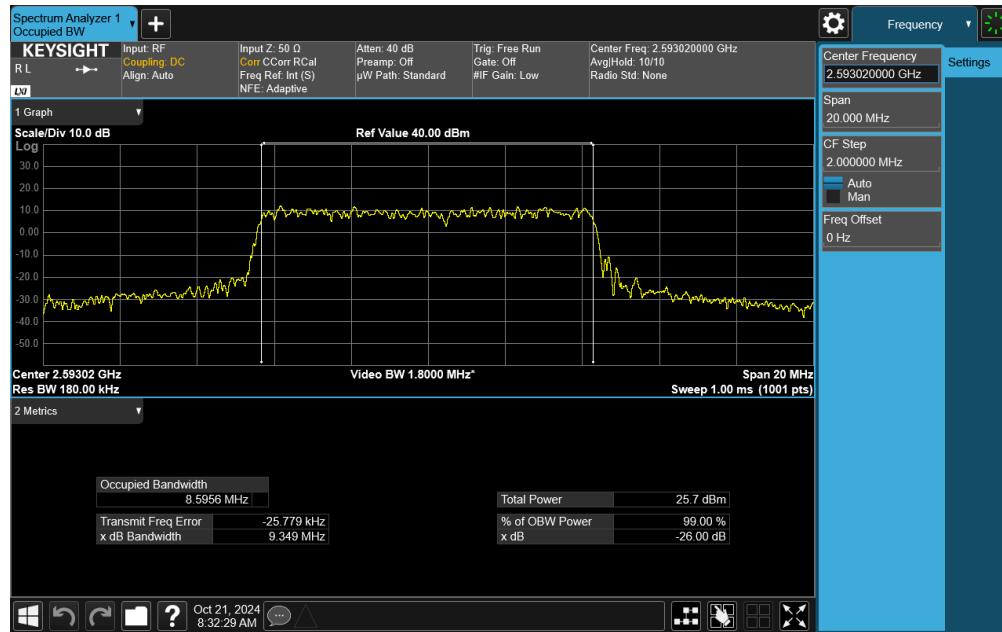 Spectrum Analyzer 1
Occupied BW
Frequency
KEYSIGHT
R L
LXI
Input: RF
Coupling: DC
Align: Auto
Input Z: 50 Ω
Corr CCorr RCal
Freq Ref: Int (S)
NFE: Adaptive
Atten: 40 dB
Preamp: Off
µW Path: Standard
Trig: Free Run
Gate: Off
#IF Gain: Low
Center Freq: 2.593020000 GHz
Avg|Hold: 10/10
Radio Std: None
Center Frequency
2.593020000 GHz
Settings
Span
20.000 MHz
CF Step
2.000000 MHz
Auto
Man
Freq Offset
0 Hz
1 Graph
Scale/Div 10.0 dB
Ref Value 40.00 dBm
Log
30.0
20.0
10.0
0.00
-10.0
-20.0
-30.0
-40.0
-50.0
Center 2.59302 GHz
Video BW 1.8000 MHz*
Span 20 MHz
Res BW 180.00 kHz
Sweep 1.00 ms (1001 pts)
2 Metrics
Occupied Bandwidth
8.5956 MHz
Total Power 25.7 dBm
Transmit Freq Error -25.779 kHz
% of OBW Power 99.00 %
x dB Bandwidth 9.349 MHz
x dB -26.00 dB
Oct 21, 2024
8:32:29 AM